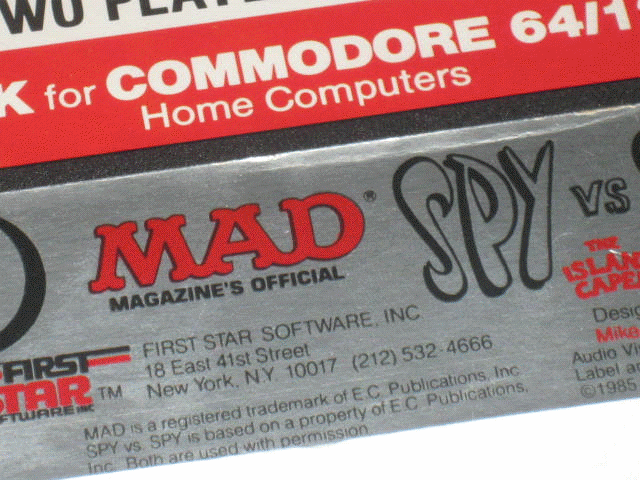 TWO PLAYE
K for COMMODORE 64/1
Home Computers
MAD®
MAGAZINE'S OFFICIAL
SPY vs
THE
ISLAN
CAPE
FIRST
STAR
SOFTWARE INC
TM
FIRST STAR SOFTWARE, INC
18 East 41st Street
New York, N.Y. 10017 (212) 532-4666
MAD is a registered trademark of E.C. Publications, Inc.
SPY vs. SPY is based on a property of E.C. Publications,
Inc. Both are used with permission
Desig
Mike
Audio Vi
Label a
©1985